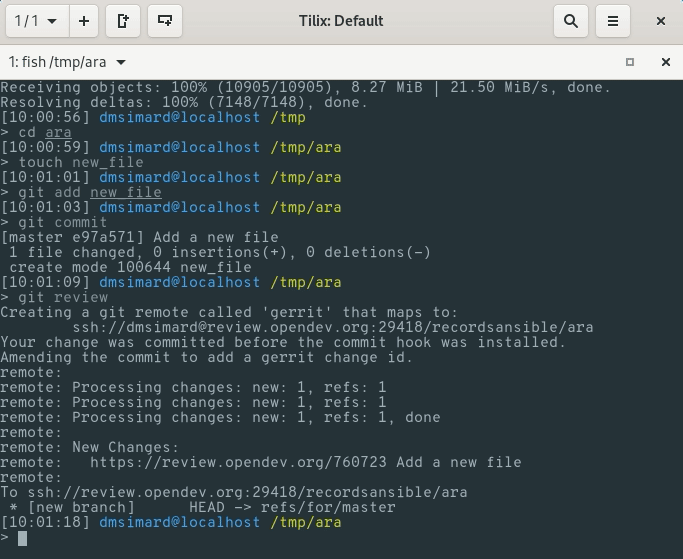 1 / 1
Tilix: Default
1: fish /tmp/ara
Receiving objects: 100% (10905/10905), 8.27 MiB | 21.50 MiB/s, done.
Resolving deltas: 100% (7148/7148), done.
[10:00:56] dmsimard@localhost /tmp
> cd ara
[10:00:59] dmsimard@localhost /tmp/ara
> touch new_file
[10:01:01] dmsimard@localhost /tmp/ara
> git add new_file
[10:01:03] dmsimard@localhost /tmp/ara
> git commit
[master e97a571] Add a new file
 1 file changed, 0 insertions(+), 0 deletions(-)
 create mode 100644 new_file
[10:01:09] dmsimard@localhost /tmp/ara
> git review
Creating a git remote called 'gerrit' that maps to:
        ssh://dmsimard@review.opendev.org:29418/recordsansible/ara
Your change was committed before the commit hook was installed.
Amending the commit to add a gerrit change id.
remote:
remote: Processing changes: new: 1, refs: 1
remote: Processing changes: new: 1, refs: 1
remote: Processing changes: new: 1, refs: 1, done
remote:
remote: New Changes:
remote:   https://review.opendev.org/760723 Add a new file
remote:
To ssh://review.opendev.org:29418/recordsansible/ara
 * [new branch]      HEAD -> refs/for/master
[10:01:18] dmsimard@localhost /tmp/ara
>